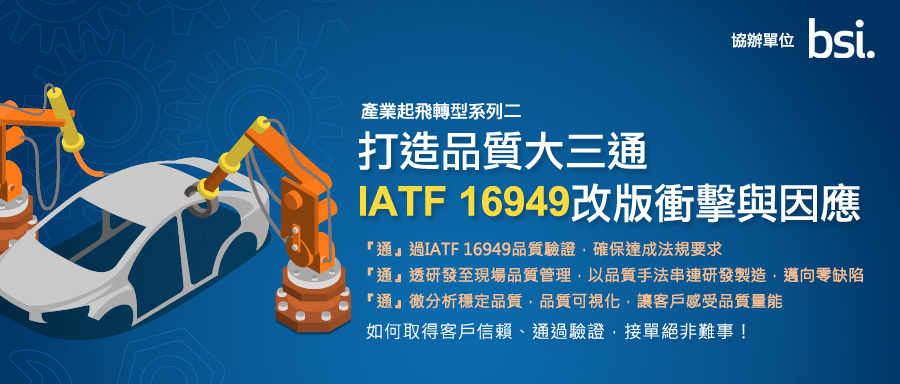 協辦單位 bsi.
產業起飛轉型系列二
打造品質大三通
IATF 16949改版衝擊與因應
『通』過IATF 16949品質驗證，確保達成法規要求
『通』透研發至現場品質管理，以品質手法串連研發製造，邁向零缺陷
『通』徹分析穩定品質，品質可視化，讓客戶感受品質量能
如何取得客戶信賴、通過驗證，接單絕非難事！